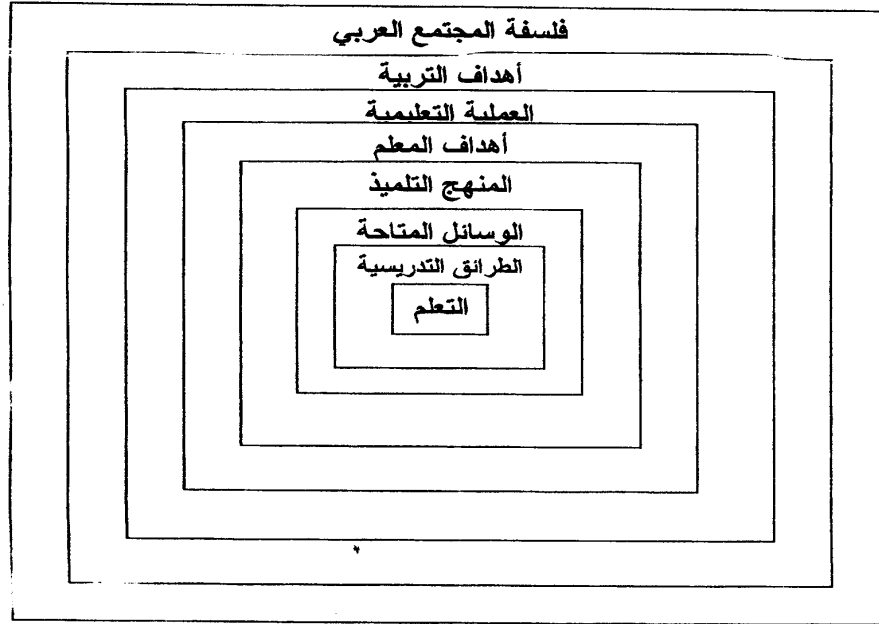 فلسفة المجتمع العربي
أهداف التربية
العملية التعليمية
أهداف المعلم
المنهج التلميذ
الوسائل المتاحة
الطرائق التدريسية
التعلم